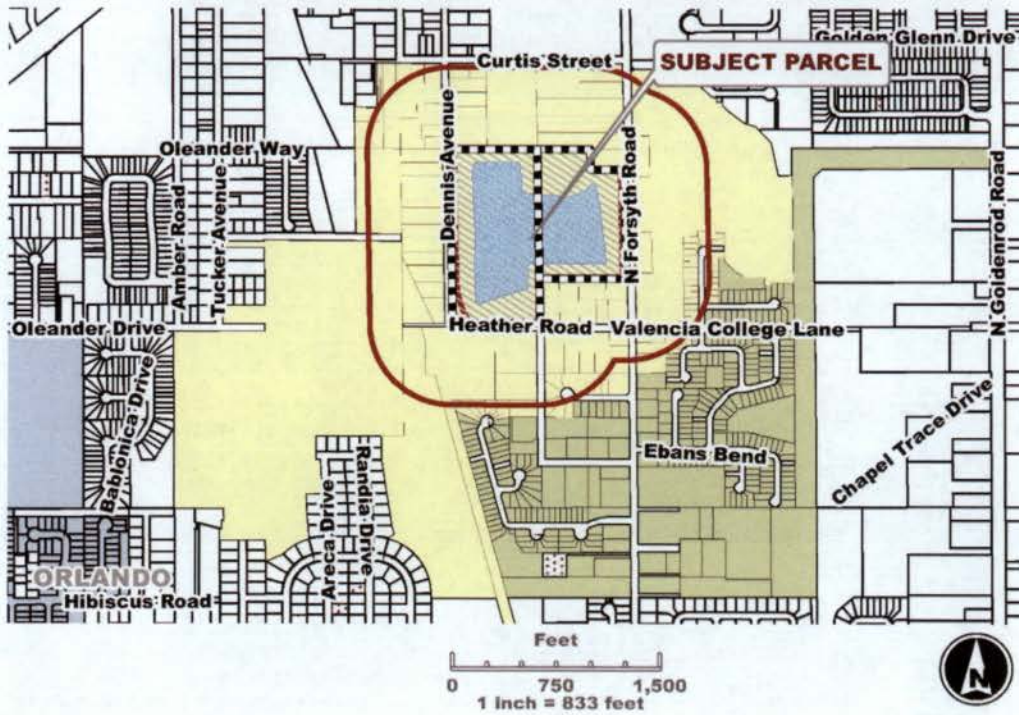 Golden Glenn Drive
Curtis Street
SUBJECT PARCEL
Oleander Way
Dennis Avenue
N Forsyth Road
N Goldenrod Road
Amber Road
Tucker Avenue
Oleander Drive
Heather Road
Valencia College Lane
Bablonica Drive
Chapel Trace Drive
Ebans Bend
Areca Drive
Randia Drive
ORLANDO
Hibiscus Road
Feet
0 750 1,500
1 Inch = 833 feet
N